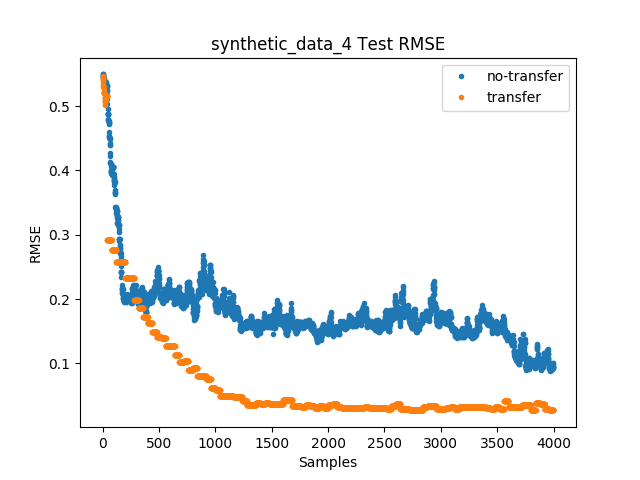 synthetic_data_4 Test RMSE
no-transfer
transfer
RMSE
0.5
0.4
0.3
0.2
0.1
0 500 1000 1500 2000 2500 3000 3500 4000
Samples